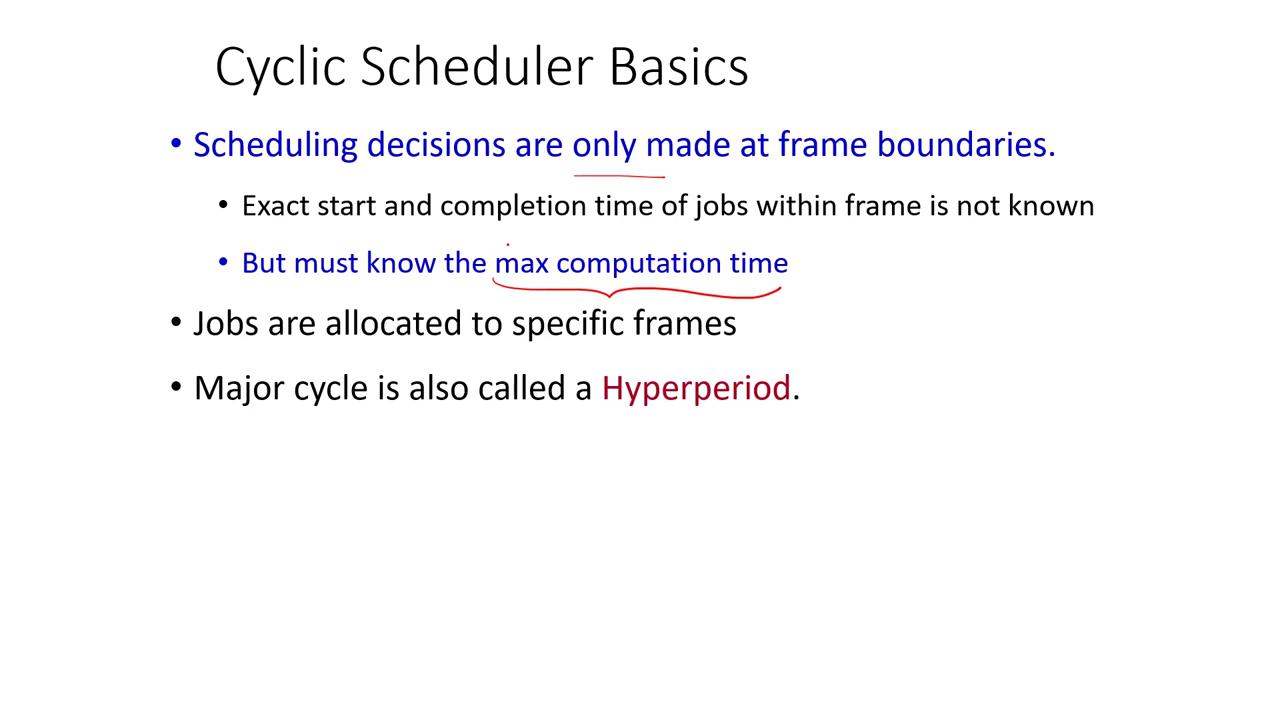 Cyclic Scheduler Basics
• Scheduling decisions are only made at frame boundaries.
• Exact start and completion time of jobs within frame is not known
• But must know the max computation time
• Jobs are allocated to specific frames
• Major cycle is also called a Hyperperiod.